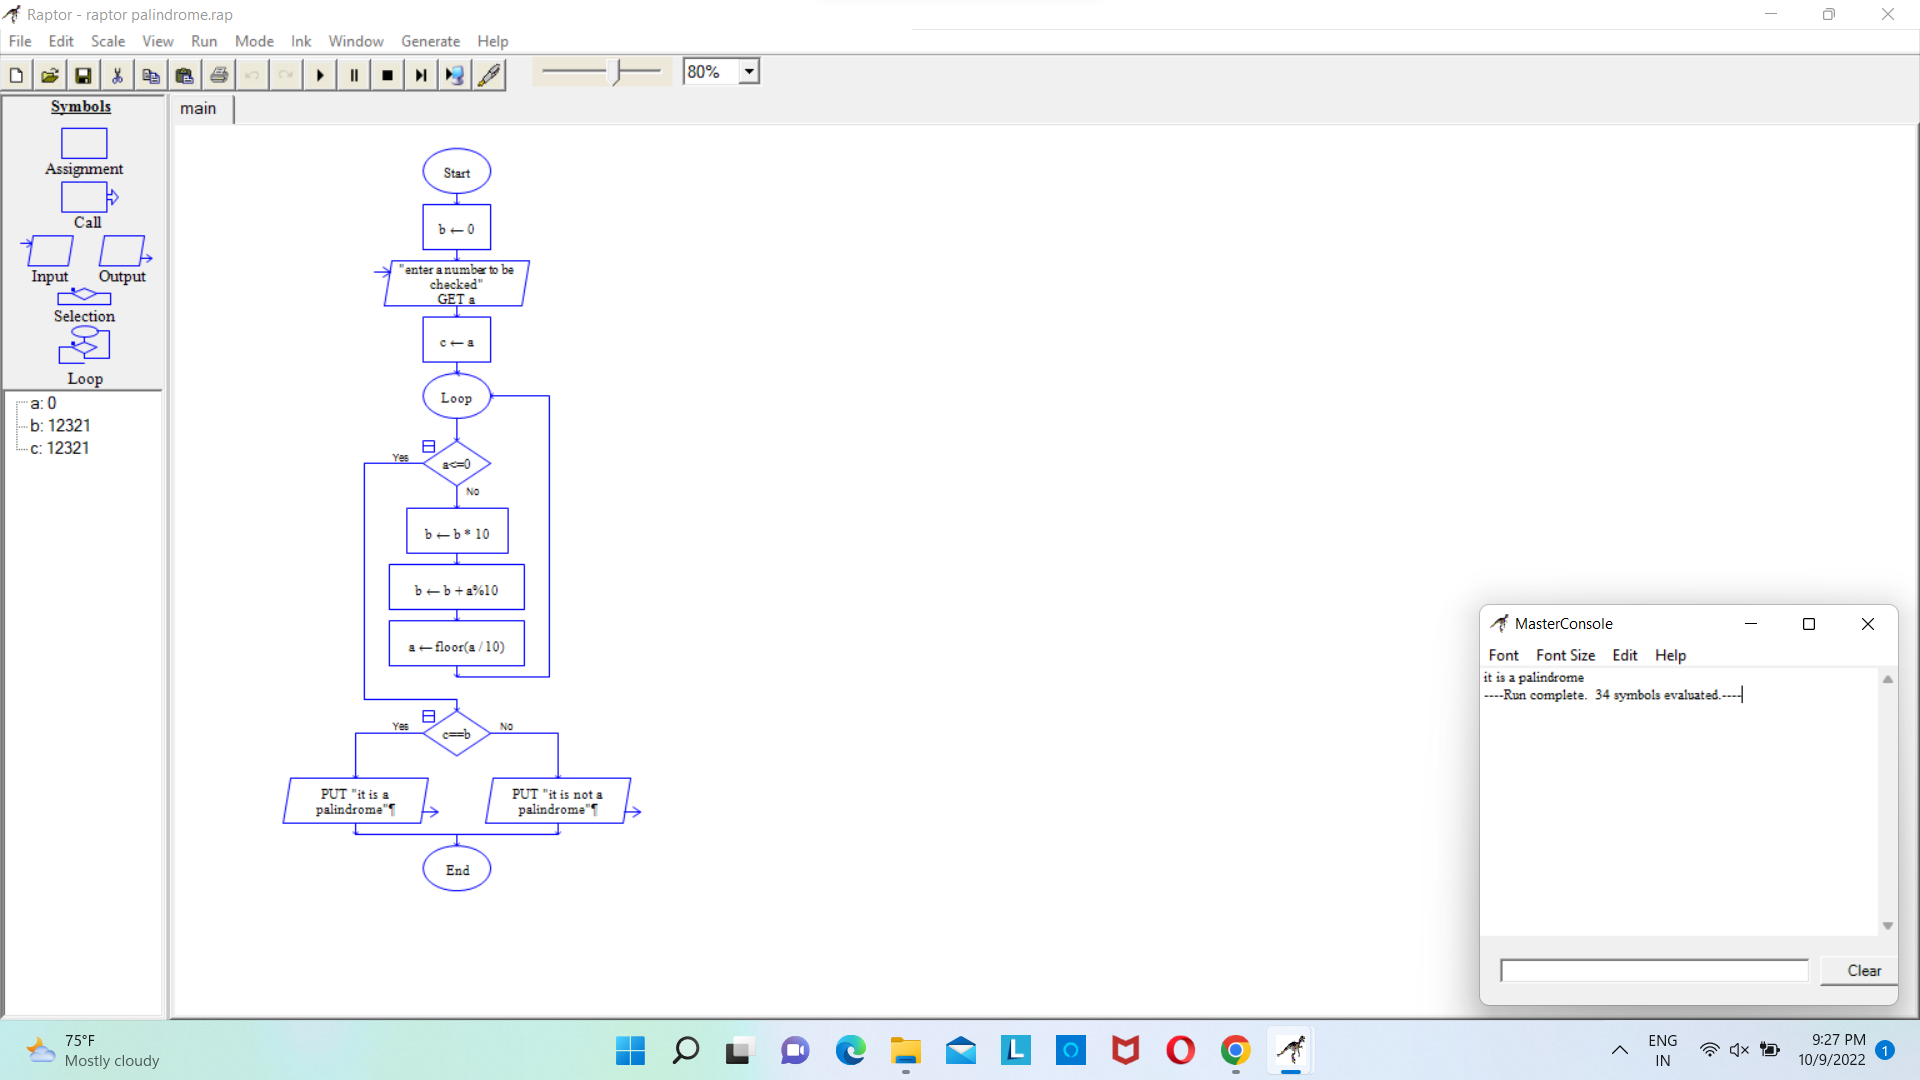 Raptor - raptor palindrome.rap
File Edit Scale View Run Mode Ink Window Generate Help
80%
Symbols
Assignment
Call
Input Output
Selection
Loop
a: 0
b: 12321
c: 12321
main
Start
b ← 0
"enter a number to be
checked"
GET a
c ← a
Loop
Yes
a<=0
No
b ← b * 10
b ← b + a%10
a ← floor(a / 10)
Yes
c==b
No
PUT "it is a
palindrome"¶
PUT "it is not a
palindrome"¶
End
MasterConsole
Font Font Size Edit Help
it is a palindrome
----Run complete. 34 symbols evaluated.----
Clear
75°F
Mostly cloudy
L
ENG
IN
9:27 PM
10/9/2022
1